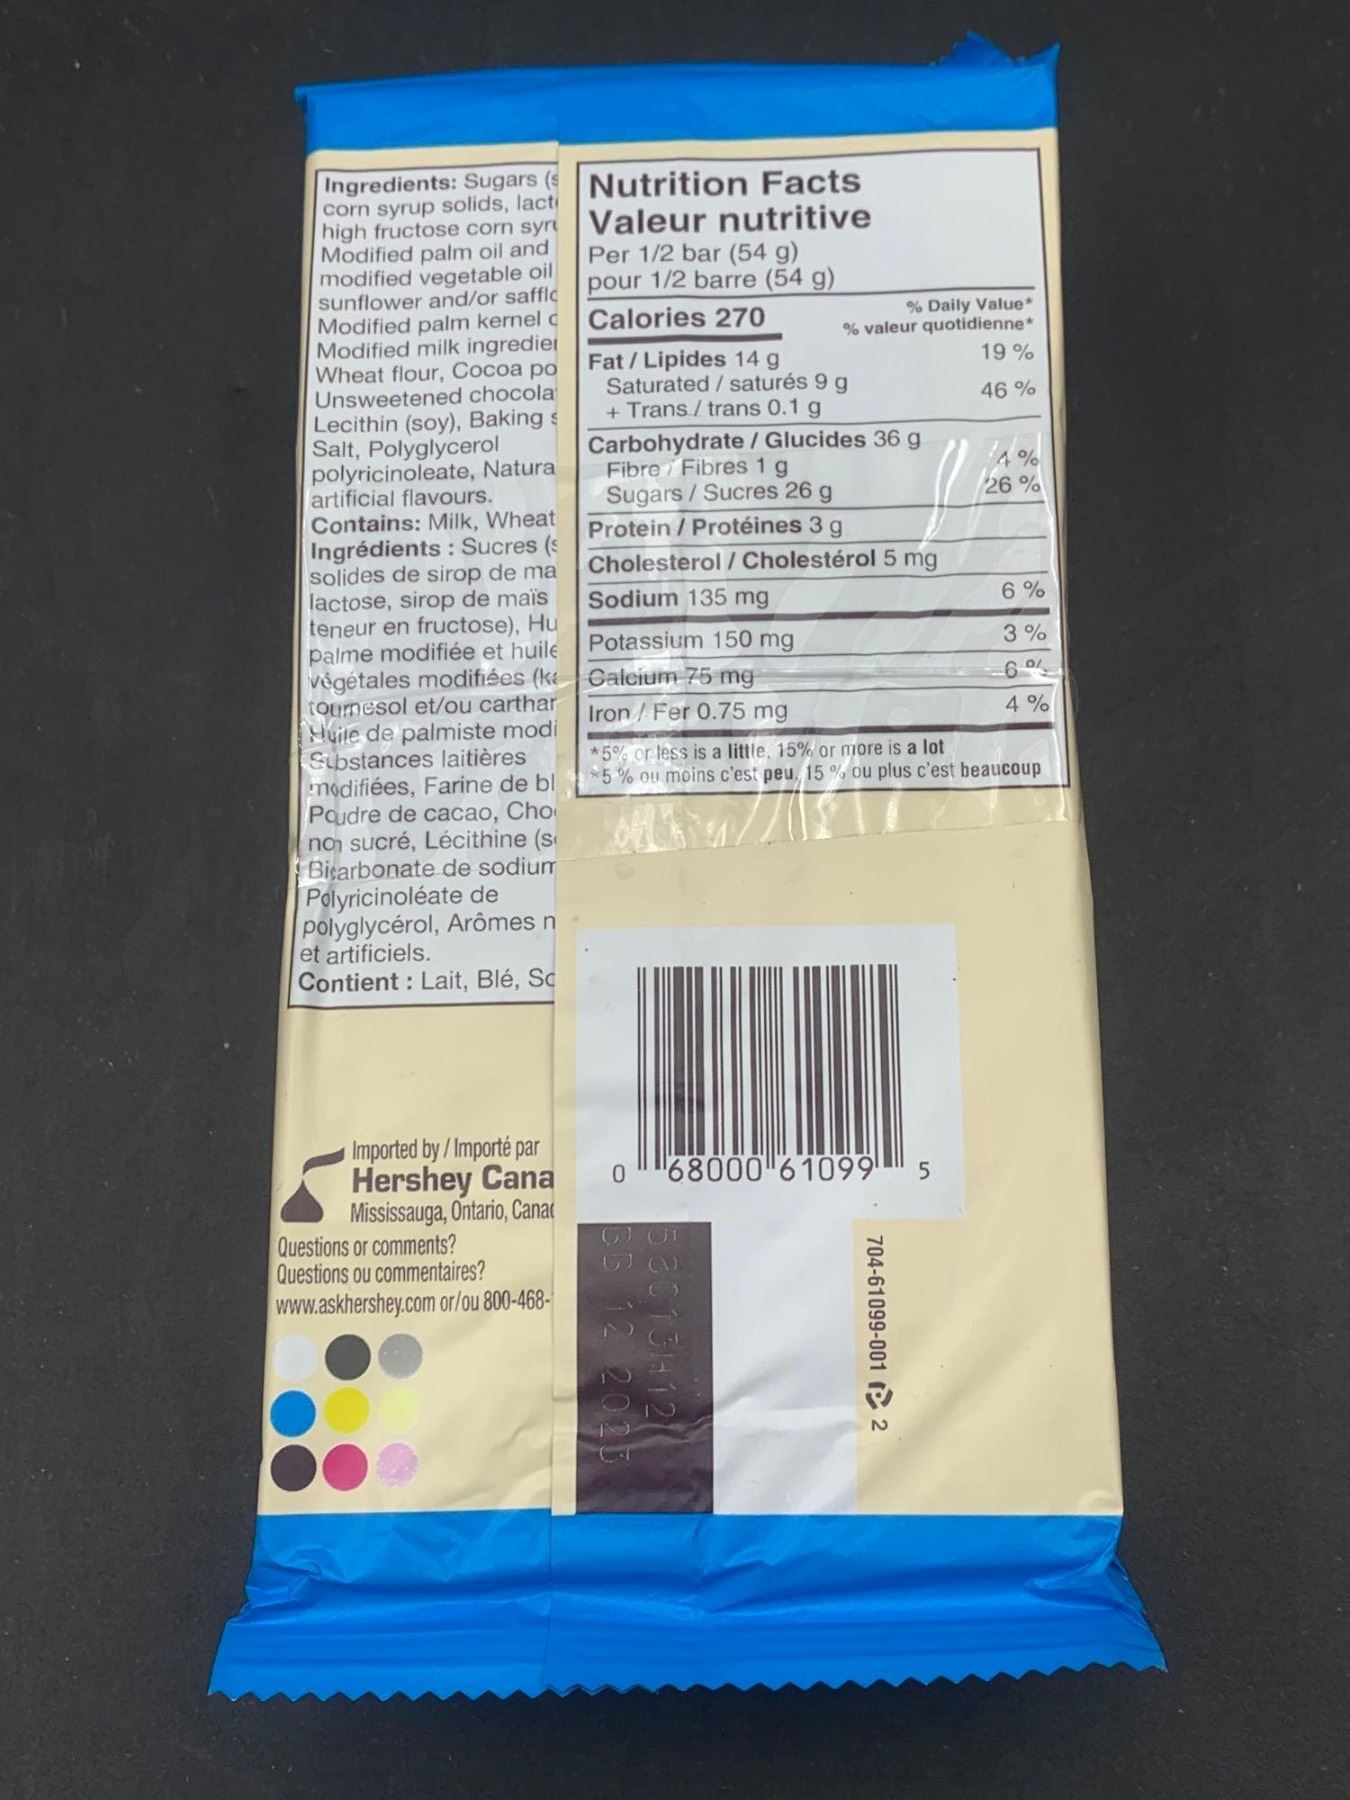 Ingredients: Sugars (s
corn syrup solids, lact
high fructose corn syru
Modified palm oil and
modified vegetable oil
sunflower and/or safflo
Modified palm kernel o
Modified milk ingredie
Wheat flour, Cocoa po
Unsweetened chocola
Lecithin (soy), Baking s
Salt, Polyglycerol
polyricinoleate, Natura
artificial flavours.
Contains: Milk, Wheat
Ingrédients : Sucres (s
solides de sirop de ma
lactose, sirop de maïs
teneur en fructose), Hu
palme modifiée et huile
végétales modifiées (ka
tournesol et/ou carthar
Huile de palmiste modi
Substances laitières
modifiées, Farine de bl
Poudre de cacao, Cho
non sucré, Lécithine (s
Bicarbonate de sodium
Polyricinoléate de
polyglycérol, Arômes n
et artificiels.
Contient : Lait, Blé, So
Imported by / Importé par
Hershey Cana
Mississauga, Ontario, Canad
Questions or comments?
Questions ou commentaires?
www.askhershey.com or/ou 800-468-
Nutrition Facts
Valeur nutritive
Per 1/2 bar (54 g)
pour 1/2 barre (54 g)
Calories 270
% Daily Value*
% valeur quotidienne*
Fat / Lipides 14 g 19 %
Saturated / saturés 9 g 46 %
+ Trans / trans 0.1 g
Carbohydrate / Glucides 36 g
Fibre / Fibres 1 g 4 %
Sugars / Sucres 26 g 26 %
Protein / Protéines 3 g
Cholesterol / Cholestérol 5 mg
Sodium 135 mg 6 %
Potassium 150 mg 3 %
Calcium 75 mg 6 %
Iron / Fer 0.75 mg 4 %
*5% or less is a little, 15% or more is a lot
*5 % ou moins c'est peu, 15 % ou plus c'est beaucoup
0 68000 61099 5
704-61099-001 2
12 2023